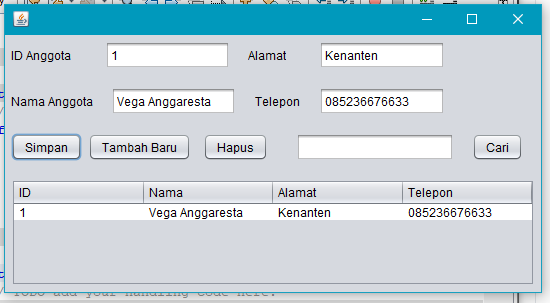 ID Anggota 1 Alamat Kenanten
Nama Anggota Vega Anggaresta Telepon 085236676633
Simpan Tambah Baru Hapus Cari
ID Nama Alamat Telepon
1 Vega Anggaresta Kenanten 085236676633